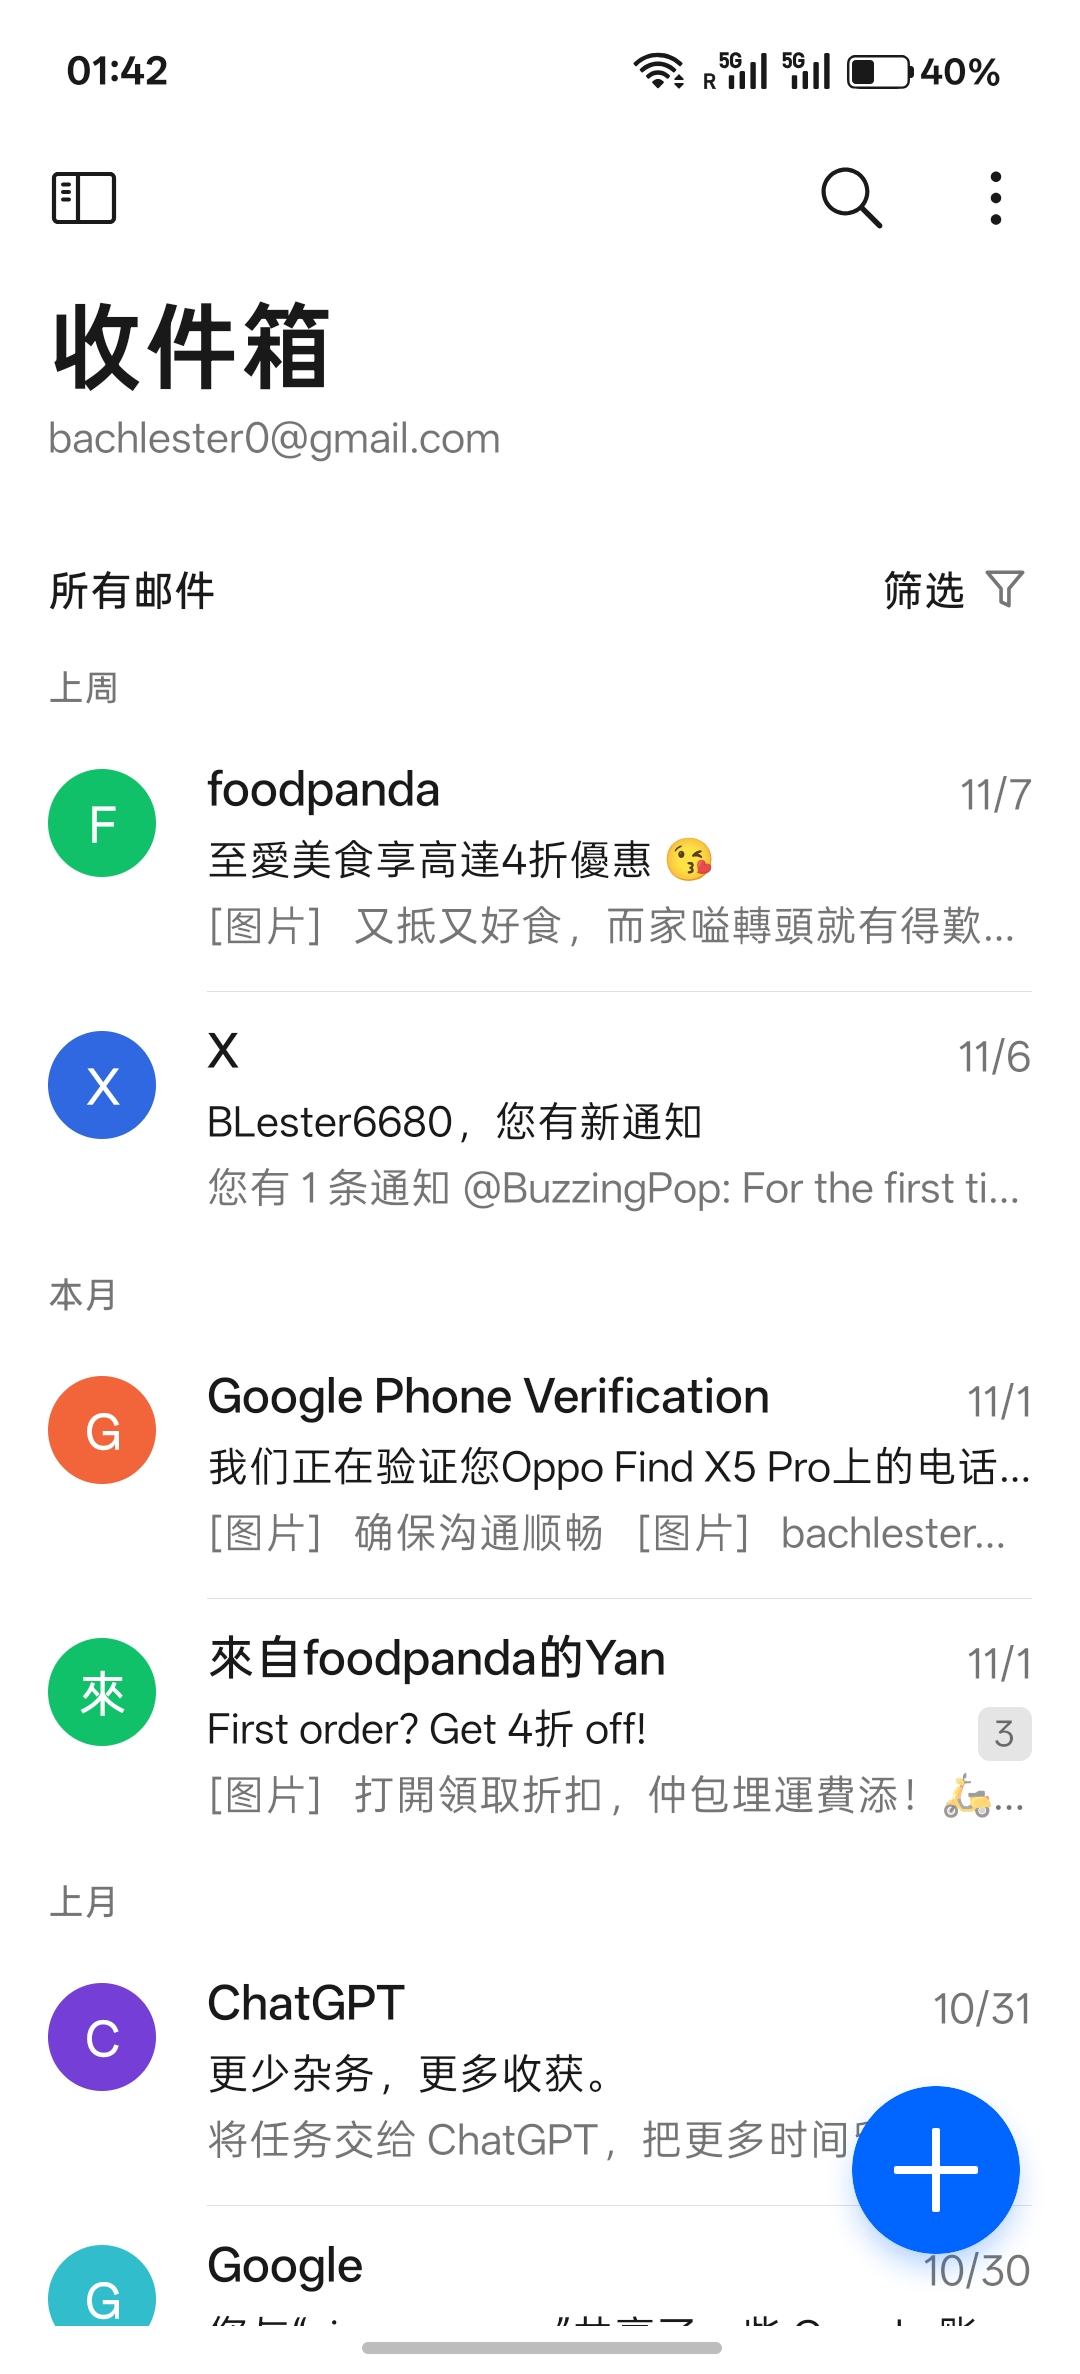 01:42
R 5G 5G 40%
收件箱
bachlester0@gmail.com
所有邮件 筛选
上周
F foodpanda 11/7
至愛美食享高達4折優惠 😘
[图片] 又抵又好食，而家嗌轉頭就有得歎...
X X 11/6
BLester6680，您有新通知
您有 1 条通知 @BuzzingPop: For the first ti...
本月
G Google Phone Verification 11/1
我们正在验证您Oppo Find X5 Pro上的电话...
[图片] 确保沟通顺畅 [图片] bachlester...
來 來自foodpanda的Yan 11/1
First order? Get 4折 off! 3
[图片] 打開領取折扣，仲包埋運費添！🛵...
上月
C ChatGPT 10/31
更少杂务，更多收获。
将任务交给 ChatGPT，把更多时间
G Google 10/30